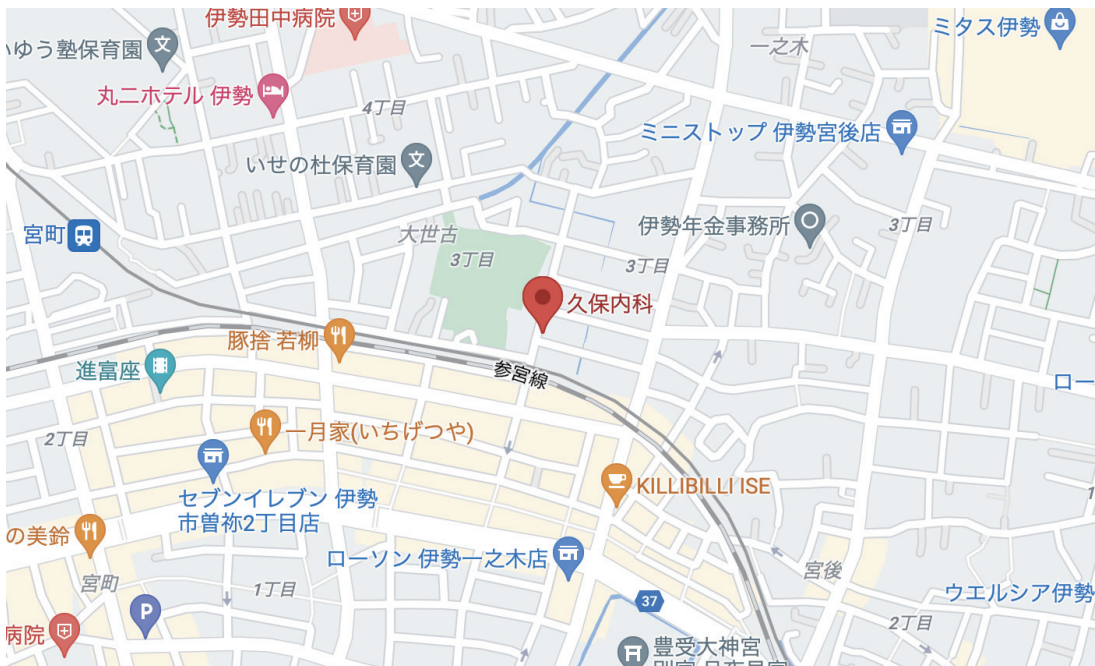 伊勢田中病院
ミタス伊勢
いゆう塾保育園
一之木
丸二ホテル 伊勢
4丁目
ミニストップ 伊勢宮後店
いせの杜保育園
宮町
大世古
3丁目
伊勢年金事務所
3丁目
3丁目
久保内科
豚捨 若柳
進富座
参宮線
ロー
2丁目
一月家(いちげつや)
セブンイレブン 伊勢
市曽祢2丁目店
KILLIBILLI ISE
の美鈴
ローソン 伊勢一之木店
宮町
1丁目
宮後
ウエルシア伊勢
37
P
病院
2丁目
豊受大神宮